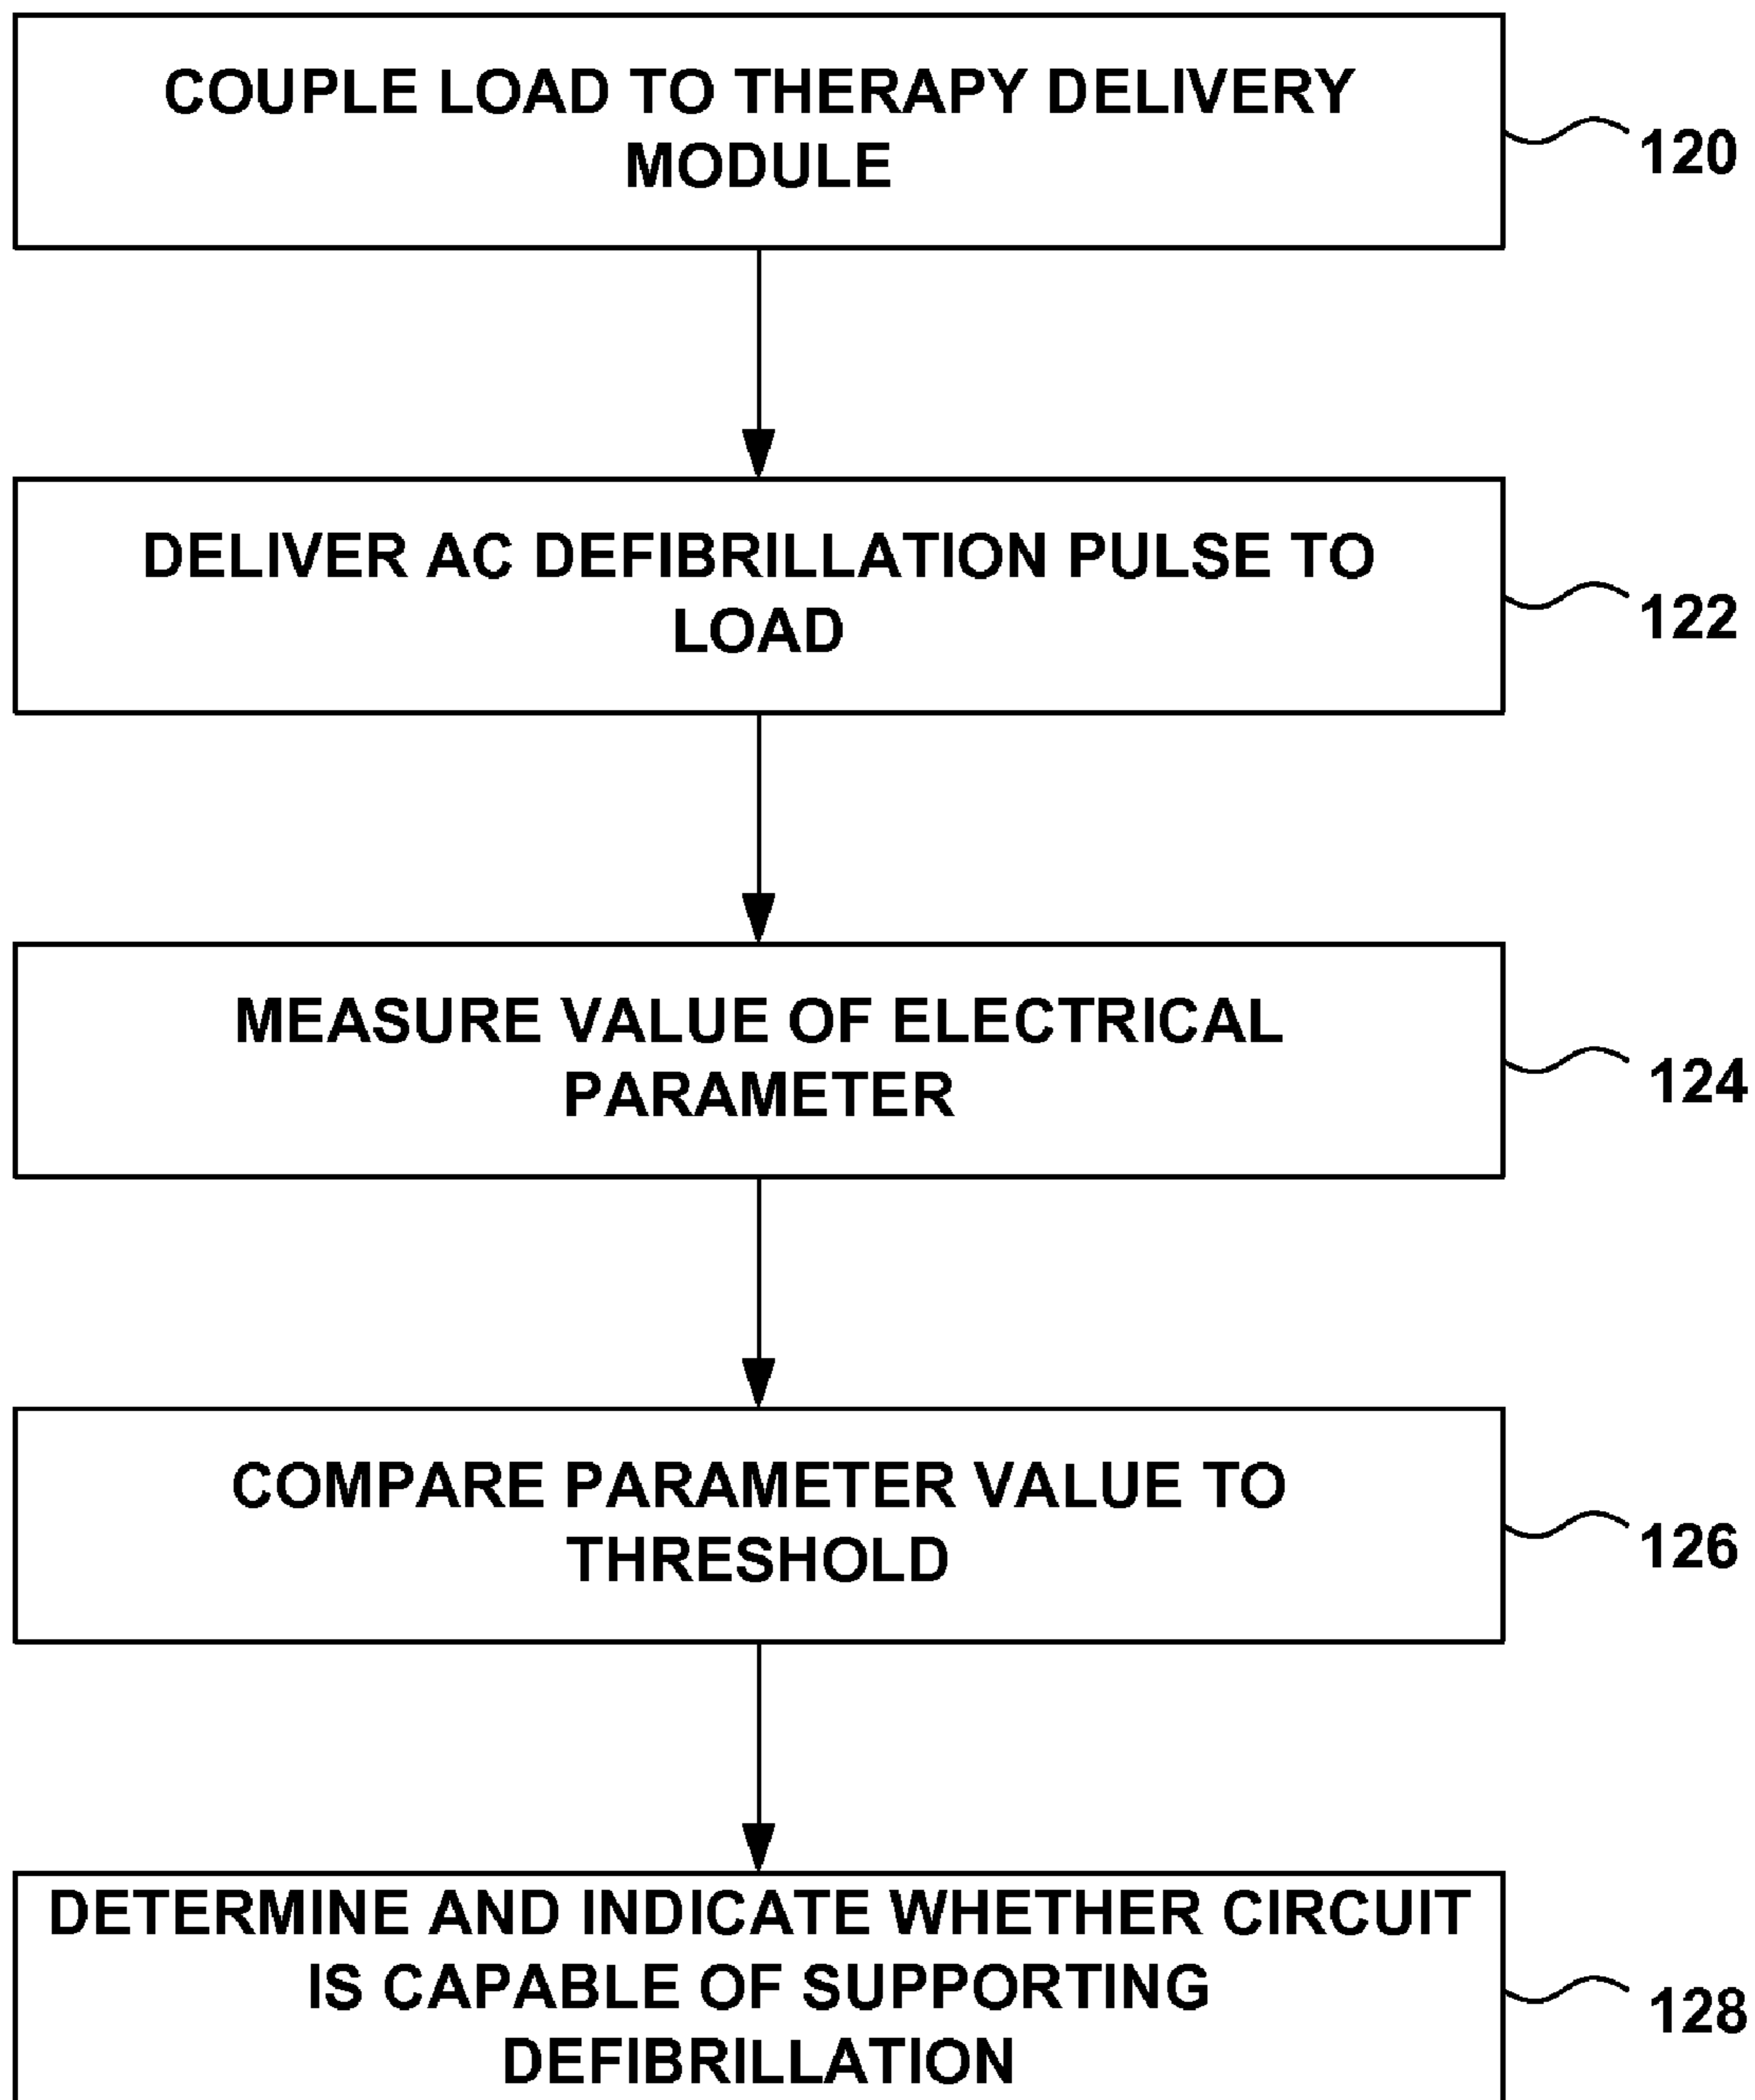 COUPLE LOAD TO THERAPY DELIVERY
MODULE
120
DELIVER AC DEFIBRILLATION PULSE TO
LOAD
122
MEASURE VALUE OF ELECTRICAL
PARAMETER
124
COMPARE PARAMETER VALUE TO
THRESHOLD
126
DETERMINE AND INDICATE WHETHER CIRCUIT
IS CAPABLE OF SUPPORTING
DEFIBRILLATION
128